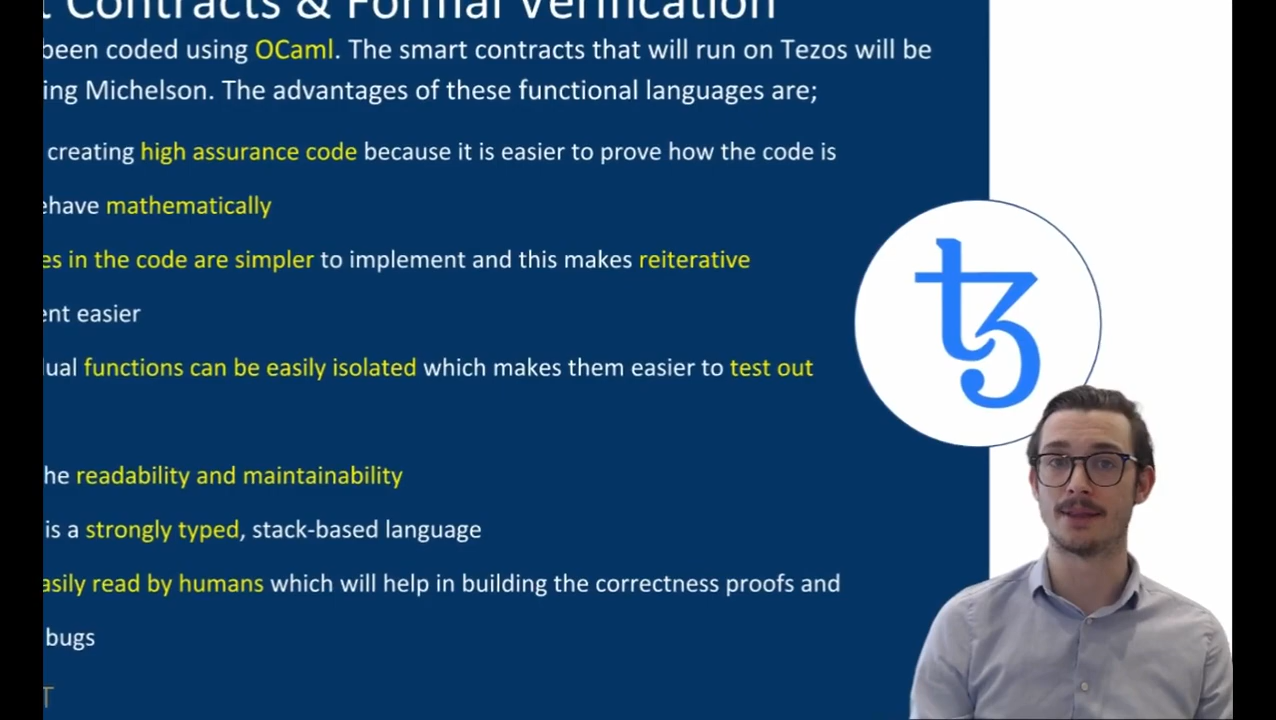 t Contracts & Formal Verification
been coded using OCaml. The smart contracts that will run on Tezos will be
ing Michelson. The advantages of these functional languages are;
creating high assurance code because it is easier to prove how the code is
ehave mathematically
es in the code are simpler to implement and this makes reiterative
ent easier
dual functions can be easily isolated which makes them easier to test out
he readability and maintainability
is a strongly typed, stack-based language
asily read by humans which will help in building the correctness proofs and
bugs
T